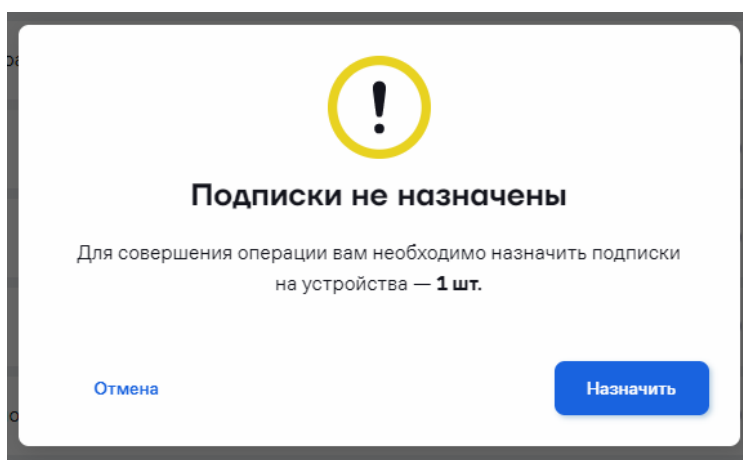 Подписки не назначены
Для совершения операции вам необходимо назначить подписки
на устройства — 1 шт.
Отмена
Назначить